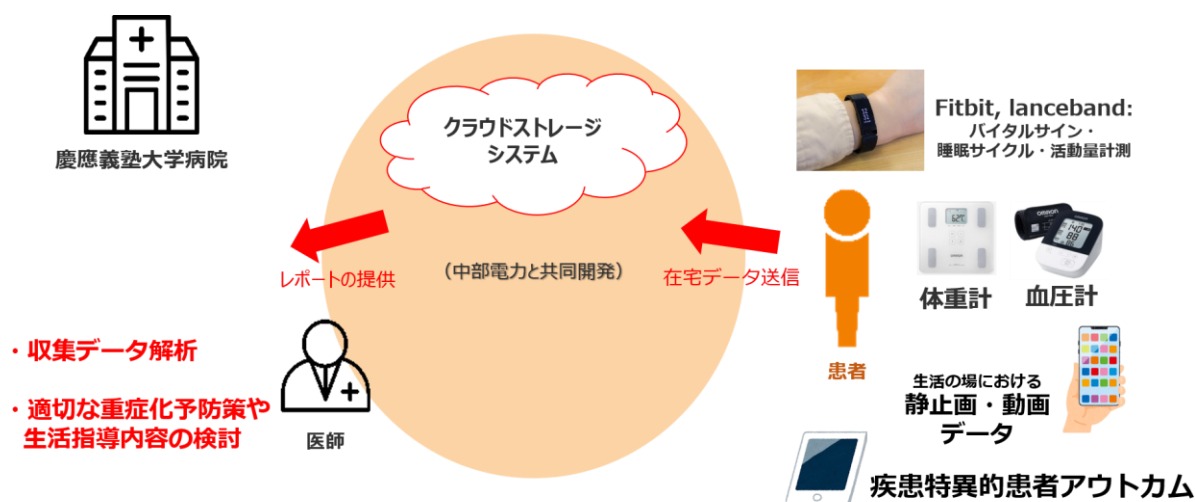 慶應義塾大学病院
クラウドストレージ
システム
(中部電力と共同開発)
レポートの提供
在宅データ送信
・収集データ解析
・適切な重症化予防策や
生活指導内容の検討
医師
患者
Fitbit, lanceband:
バイタルサイン・
睡眠サイクル・活動量計測
体重計
血圧計
OMRON
140
88
生活の場における
静止画・動画
データ
疾患特異的患者アウトカム